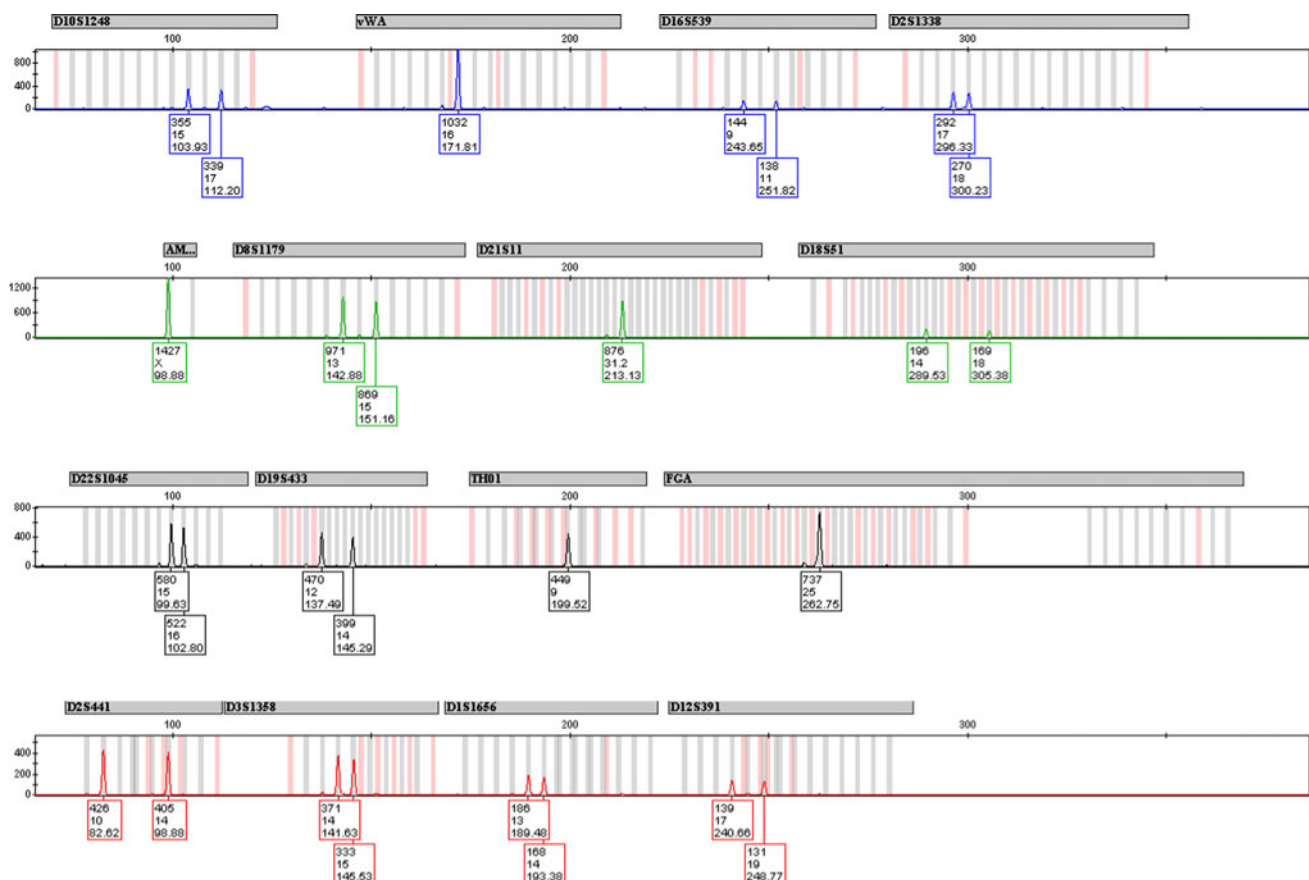 D10S1248 vWA D16S539 D2S1338
100 200 300
800
400
0
355 1032 144 292
15 16 9 17
103.93 171.81 243.65 296.33
339 138 270
17 11 18
112.20 251.82 300.23
AM... D8S1179 D21S11 D18S51
100 200 300
1200
600
0
1427 971 876 196 169
X 13 31.2 14 18
98.88 142.88 213.13 289.53 305.38
869
15
151.16
D22S1045 D19S433 TH01 FGA
100 200 300
800
400
0
580 470 449 737
15 12 9 25
99.63 137.49 199.52 262.75
522 399
16 14
102.80 145.29
D2S441 D3S1358 D1S1656 D12S391
100 200 300
400
200
0
426 405 371 186 139
10 14 14 13 17
82.62 98.88 141.63 189.48 240.66
333 168 131
15 14 19
145.53 193.38 248.77